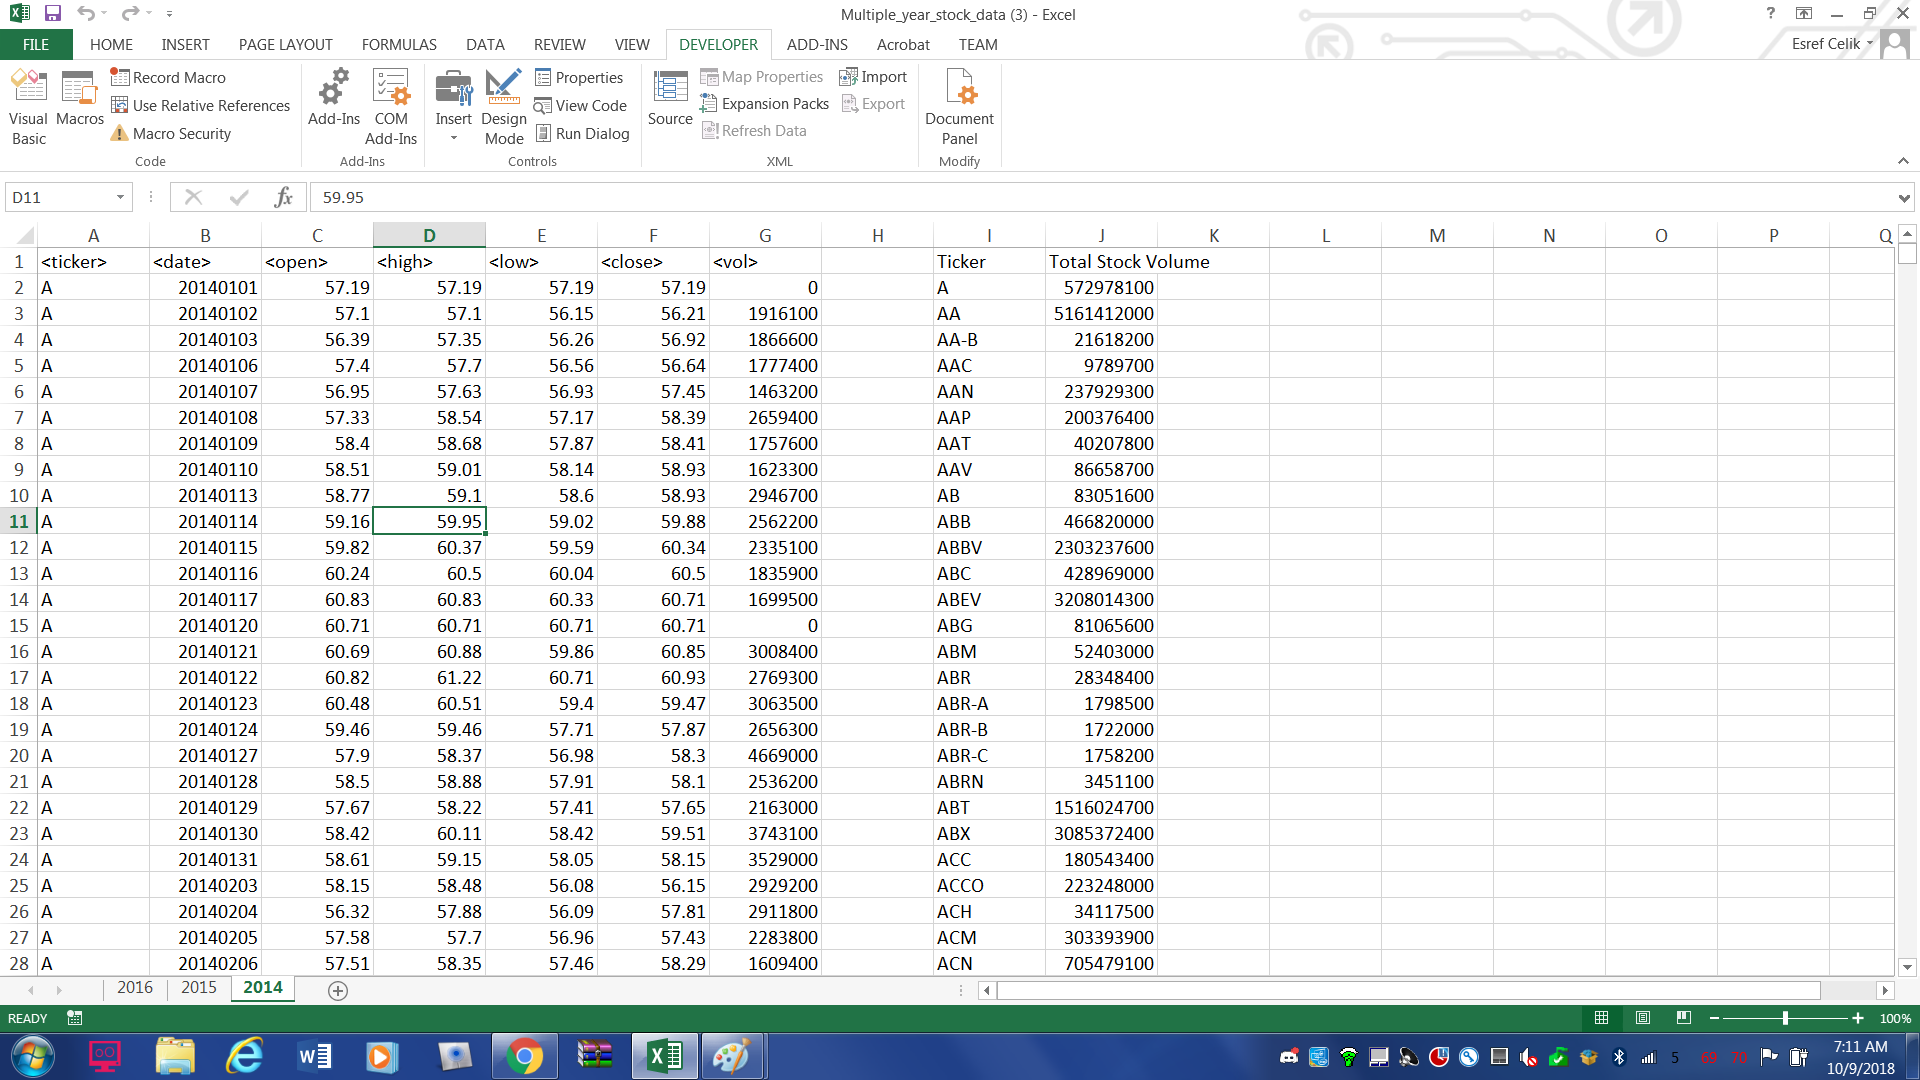 Multiple_year_stock_data (3) - Excel
?
FILE HOME INSERT PAGE LAYOUT FORMULAS DATA REVIEW VIEW DEVELOPER ADD-INS Acrobat TEAM Esref Celik
Visual Basic Macros Record Macro Use Relative References Macro Security Code
Add-Ins COM Add-Ins Add-Ins
Insert Design Mode Properties View Code Run Dialog Controls
Source Map Properties Expansion Packs Refresh Data Import Export XML
Document Panel Modify
D11 fx 59.95
A B C D E F G H I J K L M N O P Q
1 <ticker> <date> <open> <high> <low> <close> <vol> Ticker Total Stock Volume
2 A 20140101 57.19 57.19 57.19 57.19 0 A 572978100
3 A 20140102 57.1 57.1 56.15 56.21 1916100 AA 5161412000
4 A 20140103 56.39 57.35 56.26 56.92 1866600 AA-B 21618200
5 A 20140106 57.4 57.7 56.56 56.64 1777400 AAC 9789700
6 A 20140107 56.95 57.63 56.93 57.45 1463200 AAN 237929300
7 A 20140108 57.33 58.54 57.17 58.39 2659400 AAP 200376400
8 A 20140109 58.4 58.68 57.87 58.41 1757600 AAT 40207800
9 A 20140110 58.51 59.01 58.14 58.93 1623300 AAV 86658700
10 A 20140113 58.77 59.1 58.6 58.93 2946700 AB 83051600
11 A 20140114 59.16 59.95 59.02 59.88 2562200 ABB 466820000
12 A 20140115 59.82 60.37 59.59 60.34 2335100 ABBV 2303237600
13 A 20140116 60.24 60.5 60.04 60.5 1835900 ABC 428969000
14 A 20140117 60.83 60.83 60.33 60.71 1699500 ABEV 3208014300
15 A 20140120 60.71 60.71 60.71 60.71 0 ABG 81065600
16 A 20140121 60.69 60.88 59.86 60.85 3008400 ABM 52403000
17 A 20140122 60.82 61.22 60.71 60.93 2769300 ABR 28348400
18 A 20140123 60.48 60.51 59.4 59.47 3063500 ABR-A 1798500
19 A 20140124 59.46 59.46 57.71 57.87 2656300 ABR-B 1722000
20 A 20140127 57.9 58.37 56.98 58.3 4669000 ABR-C 1758200
21 A 20140128 58.5 58.88 57.91 58.1 2536200 ABRN 3451100
22 A 20140129 57.67 58.22 57.41 57.65 2163000 ABT 1516024700
23 A 20140130 58.42 60.11 58.42 59.51 3743100 ABX 3085372400
24 A 20140131 58.61 59.15 58.05 58.15 3529000 ACC 180543400
25 A 20140203 58.15 58.48 56.08 56.15 2929200 ACCO 223248000
26 A 20140204 56.32 57.88 56.09 57.81 2911800 ACH 34117500
27 A 20140205 57.58 57.7 56.96 57.43 2283800 ACM 303393900
28 A 20140206 57.51 58.35 57.46 58.29 1609400 ACN 705479100
2016 2015 2014
READY 100%
5 69 70 7:11 AM
10/9/2018